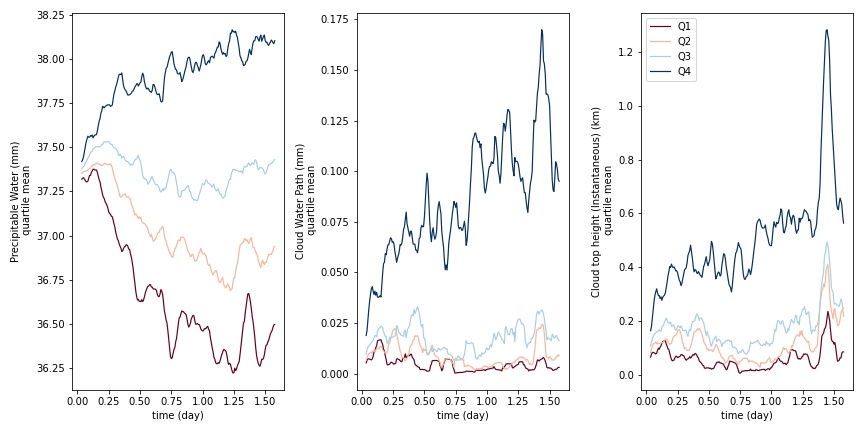 Precipitable Water (mm)
quartile mean
38.25
38.00
37.75
37.50
37.25
37.00
36.75
36.50
36.25
0.00 0.25 0.50 0.75 1.00 1.25 1.50
time (day)
Cloud Water Path (mm)
quartile mean
0.175
0.150
0.125
0.100
0.075
0.050
0.025
0.000
0.00 0.25 0.50 0.75 1.00 1.25 1.50
time (day)
Cloud top height (Instantaneous) (km)
quartile mean
1.2
1.0
0.8
0.6
0.4
0.2
0.0
0.00 0.25 0.50 0.75 1.00 1.25 1.50
time (day)
Q1
Q2
Q3
Q4